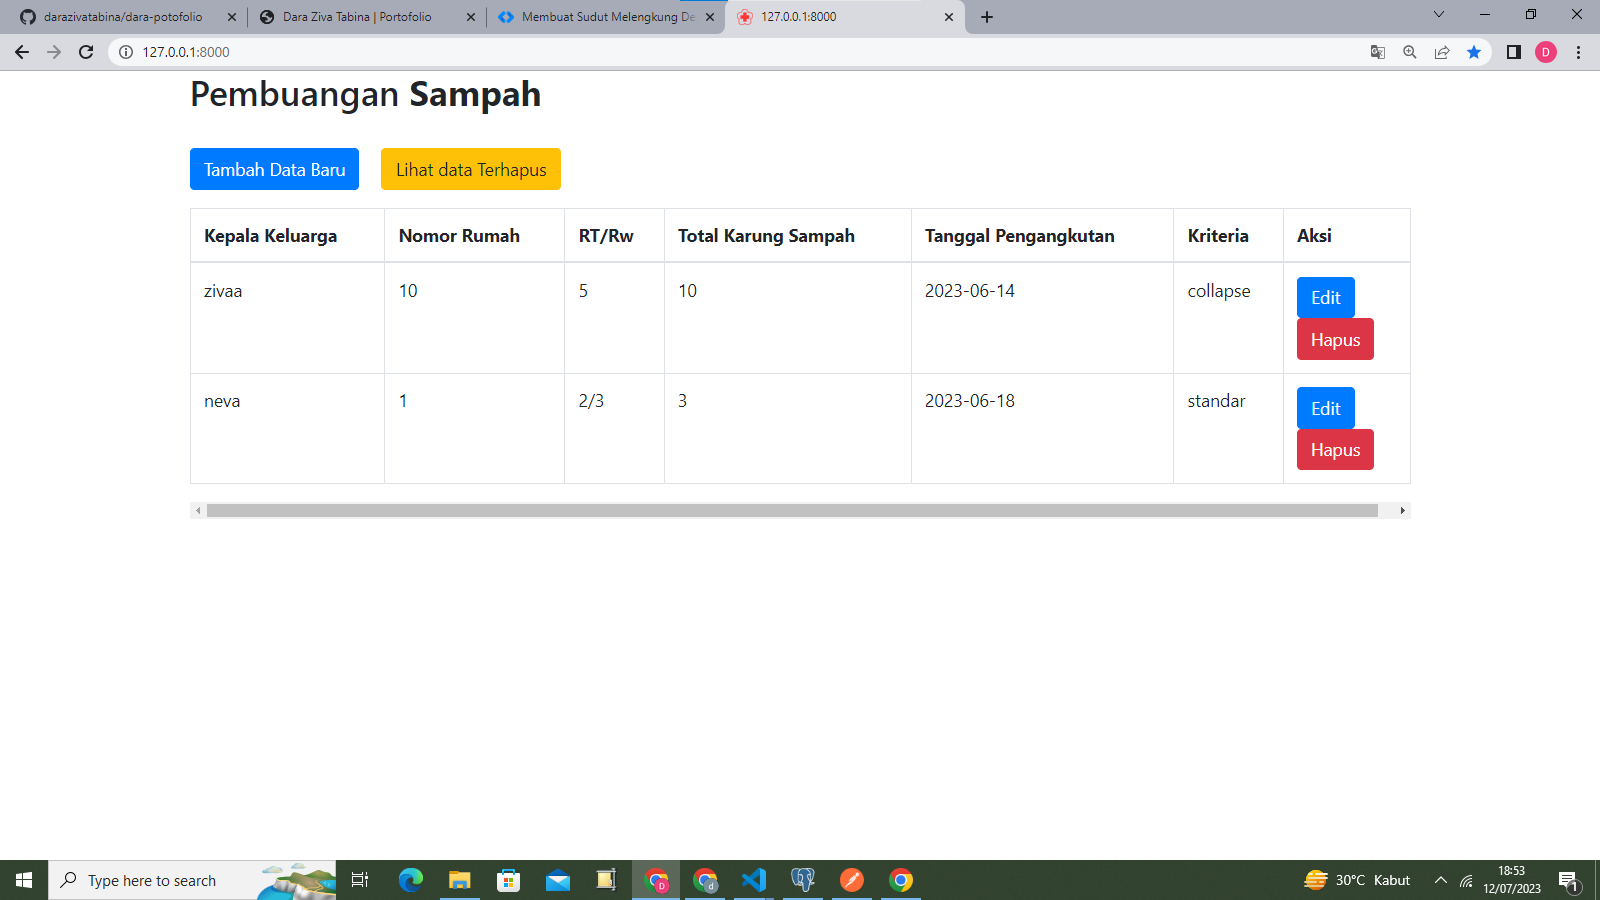 darazivatabina/dara-potofolio
Dara Ziva Tabina | Portofolio
Membuat Sudut Melengkung De
127.0.0.1:8000
127.0.0.1:8000
D
Pembuangan Sampah
Tambah Data Baru
Lihat data Terhapus
Kepala Keluarga Nomor Rumah RT/Rw Total Karung Sampah Tanggal Pengangkutan Kriteria Aksi
zivaa 10 5 10 2023-06-14 collapse Edit
Hapus
neva 1 2/3 3 2023-06-18 standar Edit
Hapus
Type here to search
D
d
30°C Kabut
18:53
12/07/2023
1